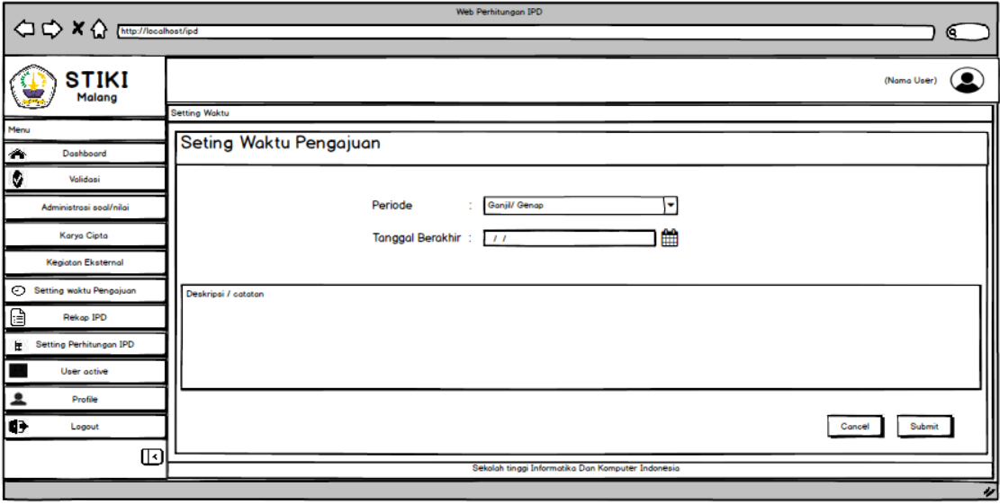 Web Perhitungan IPD
http://localhost/ipd
STIKI
Malang
(Nama User)
Setting Waktu
Menu
Dashboard
Validasi
Administrasi soal/nilai
Karya Cipta
Kegiatan Eksternal
Setting waktu Pengajuan
Rekap IPD
Setting Perhitungan IPD
User active
Profile
Logout
Seting Waktu Pengajuan
Periode : Ganjil/ Genap
Tanggal Berakhir : / /
Deskripsi / catatan
Cancel Submit
Sekolah tinggi Informatika Dan Komputer Indonesia